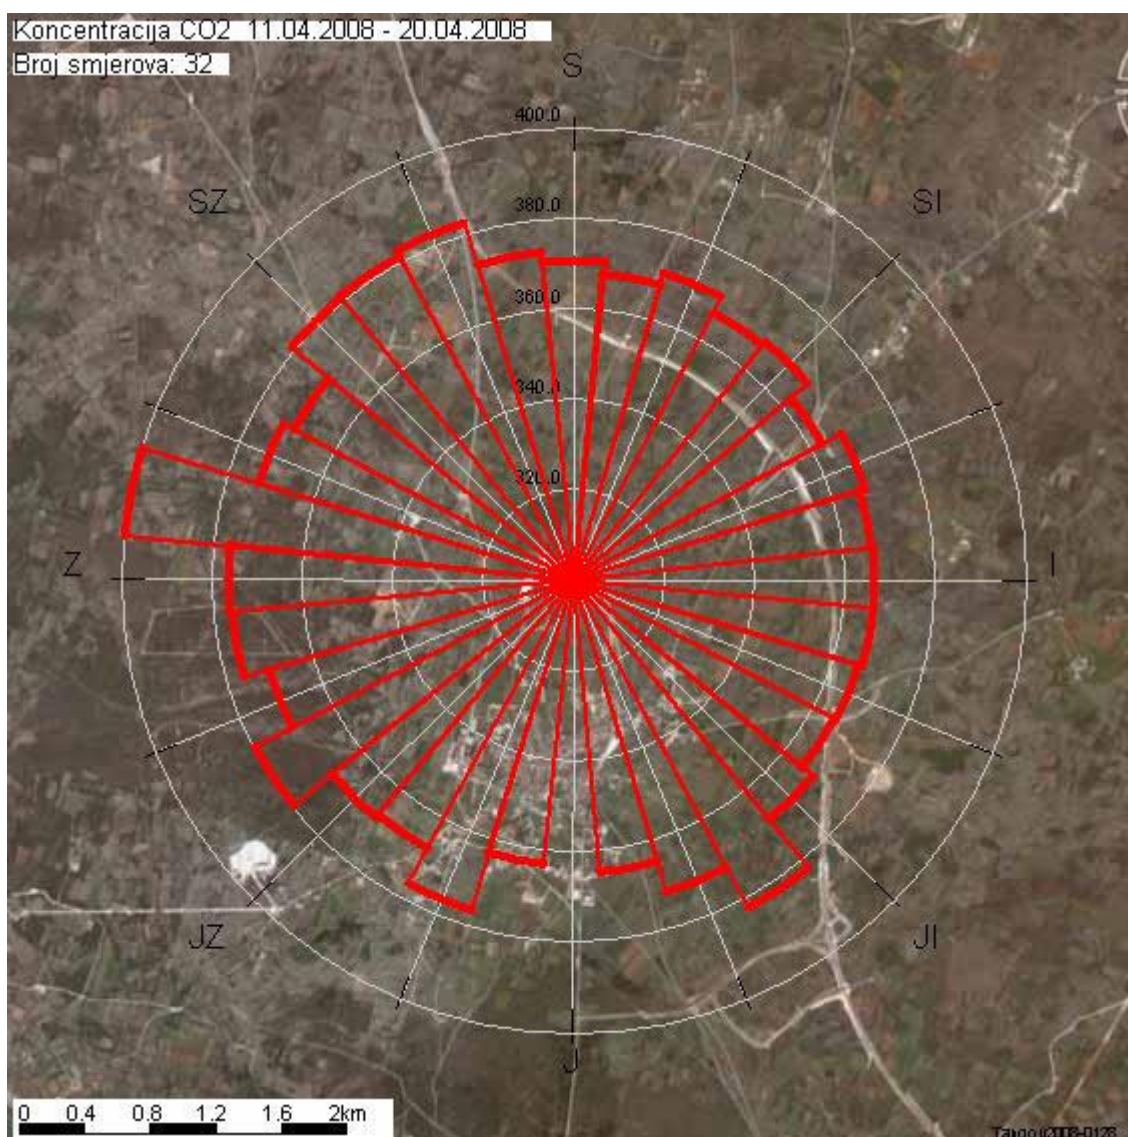 Koncentracija CO2 11.04.2008 - 20.04.2008
Broj smjerova: 32
S
400.0
SZ
380.0
SI
360.0
340.0
320.0
Z
I
JZ
JI
J
0 0.4 0.8 1.2 1.6 2km